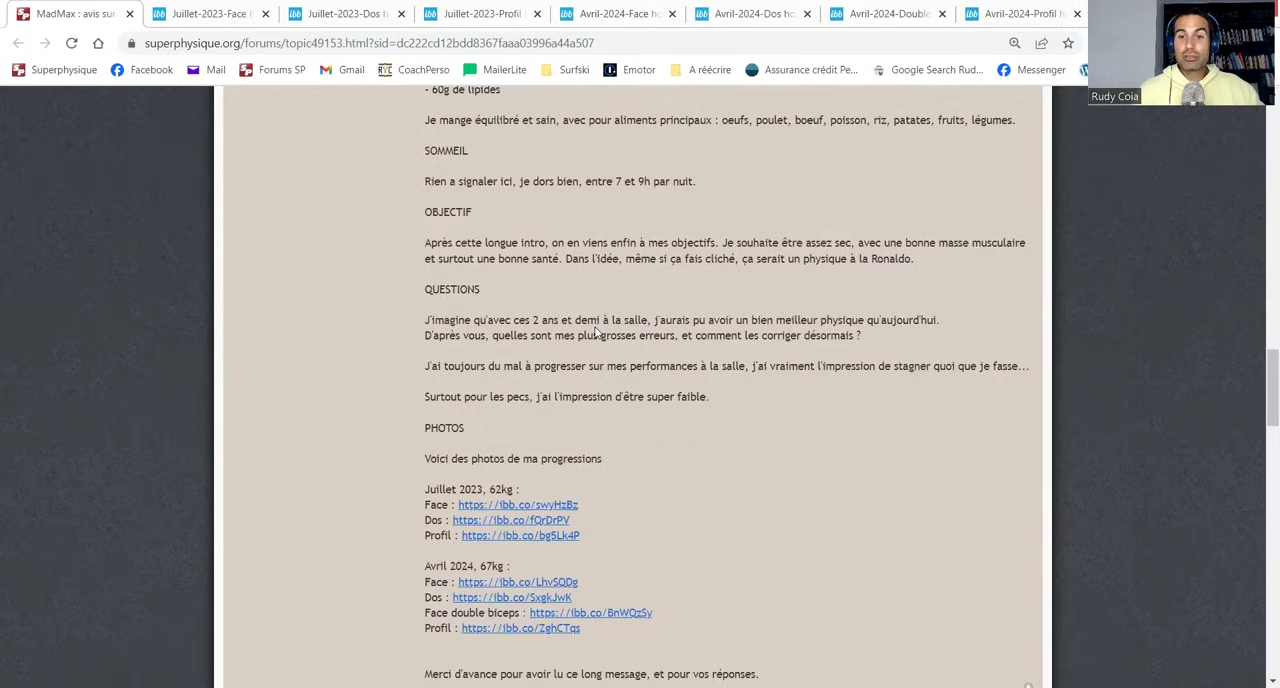 MadMax : avis sur
Juillet-2023-Face h
Juillet-2023-Dos h
Juillet-2023-Profil
Avril-2024-Face h
Avril-2024-Dos ho
Avril-2024-Double
Avril-2024-Profil h
superphysique.org/forums/topic49153.html?sid=dc222cd12bdd8367faaa03996a44a507
Superphysique
Facebook
Mail
Forums SP
Gmail
CoachPerso
MailerLite
Surfski
Emotor
A réécrire
Assurance crédit Pe...
Google Search Rud...
Messenger
Rudy Coia
- 60g de lipides
Je mange équilibré et sain, avec pour aliments principaux : oeufs, poulet, boeuf, poisson, riz, patates, fruits, légumes.
SOMMEIL
Rien a signaler ici, je dors bien, entre 7 et 9h par nuit.
OBJECTIF
Après cette longue intro, on en viens enfin à mes objectifs. Je souhaite être assez sec, avec une bonne masse musculaire
et surtout une bonne santé. Dans l'idée, même si ça fais cliché, ça serait un physique à la Ronaldo.
QUESTIONS
J'imagine qu'avec ces 2 ans et demi à la salle, j'aurais pu avoir un bien meilleur physique qu'aujourd'hui.
D'après vous, quelles sont mes plus grosses erreurs, et comment les corriger désormais ?
J'ai toujours du mal à progresser sur mes performances à la salle, j'ai vraiment l'impression de stagner quoi que je fasse...
Surtout pour les pecs, j'ai l'impression d'être super faible.
PHOTOS
Voici des photos de ma progressions
Juillet 2023, 62kg :
Face : https://ibb.co/swyHzBz
Dos : https://ibb.co/fQrDrPV
Profil : https://ibb.co/bg5Lk4P
Avril 2024, 67kg :
Face : https://ibb.co/LhvSQDg
Dos : https://ibb.co/SxgkJwK
Face double biceps : https://ibb.co/BnWQzSy
Profil : https://ibb.co/ZghCTqs
Merci d'avance pour avoir lu ce long message, et pour vos réponses.